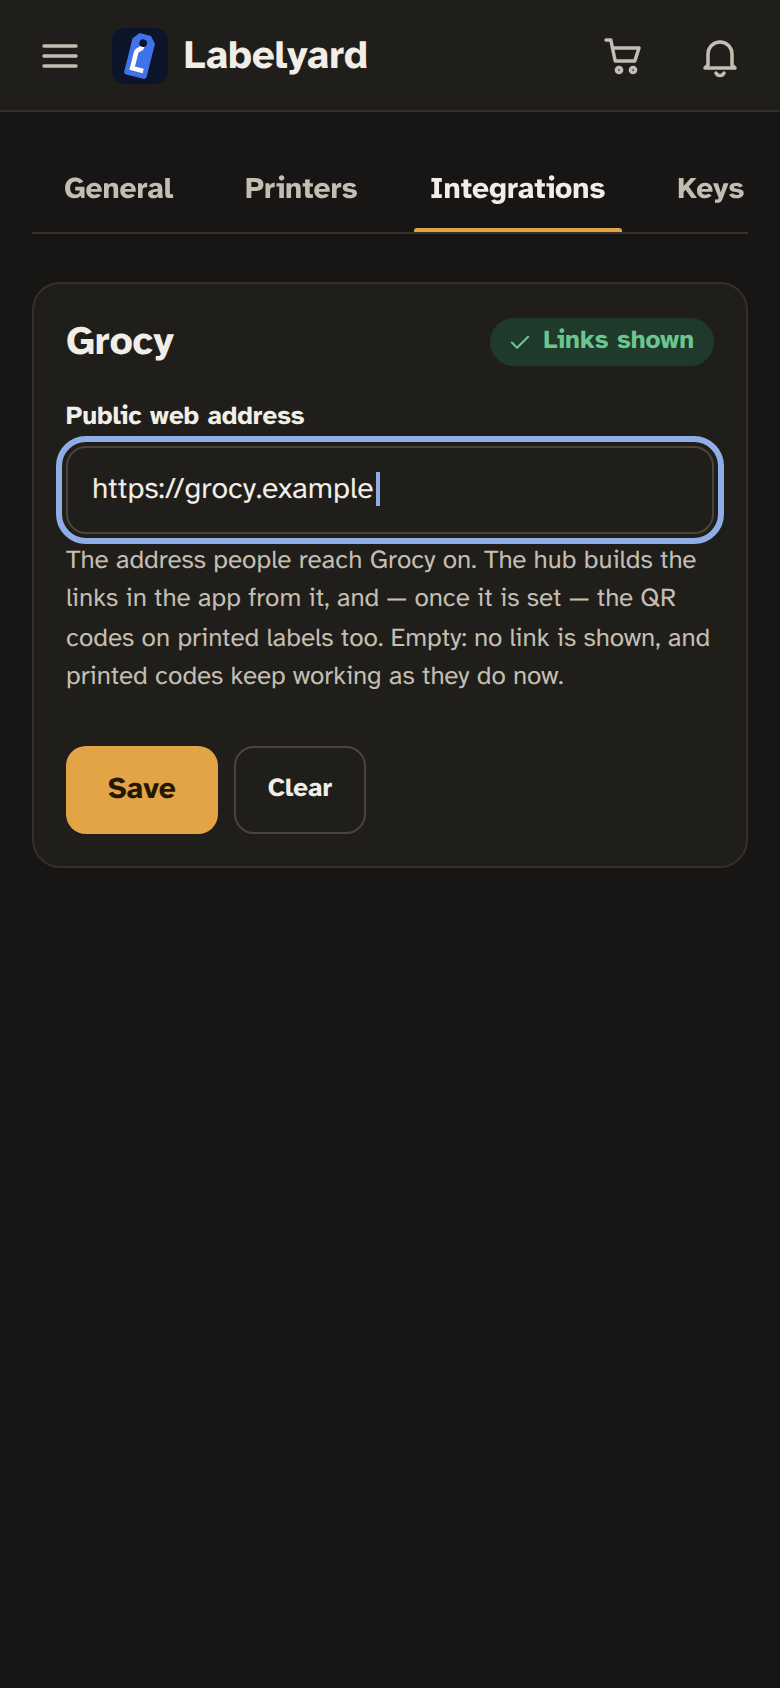 Labelyard
General Printers Integrations Keys
Grocy
Links shown
Public web address
https://grocy.example
The address people reach Grocy on. The hub builds the
links in the app from it, and — once it is set — the QR
codes on printed labels too. Empty: no link is shown, and
printed codes keep working as they do now.
Save Clear